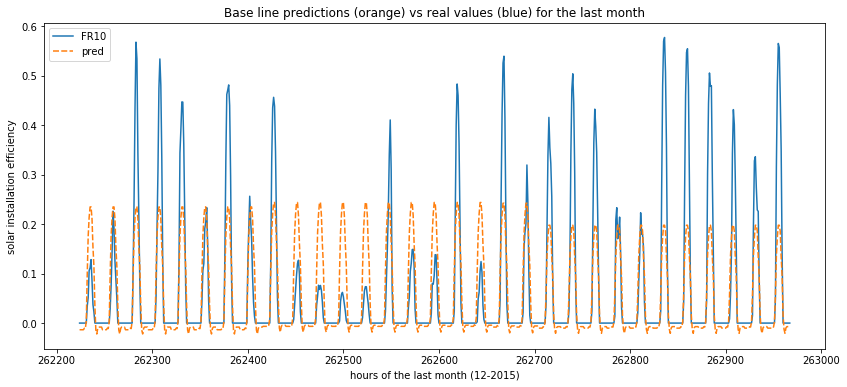 Base line predictions (orange) vs real values (blue) for the last month
FR10
pred
0.6
0.5
0.4
0.3
0.2
0.1
0.0
solar installation efficiency
262200 262300 262400 262500 262600 262700 262800 262900 263000
hours of the last month (12-2015)